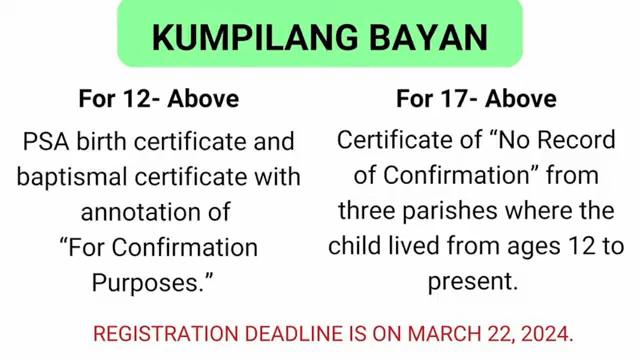 KUMPILANG BAYAN
For 12- Above
PSA birth certificate and
baptismal certificate with
annotation of
“For Confirmation
Purposes.”
For 17- Above
Certificate of “No Record
of Confirmation” from
three parishes where the
child lived from ages 12 to
present.
REGISTRATION DEADLINE IS ON MARCH 22, 2024.